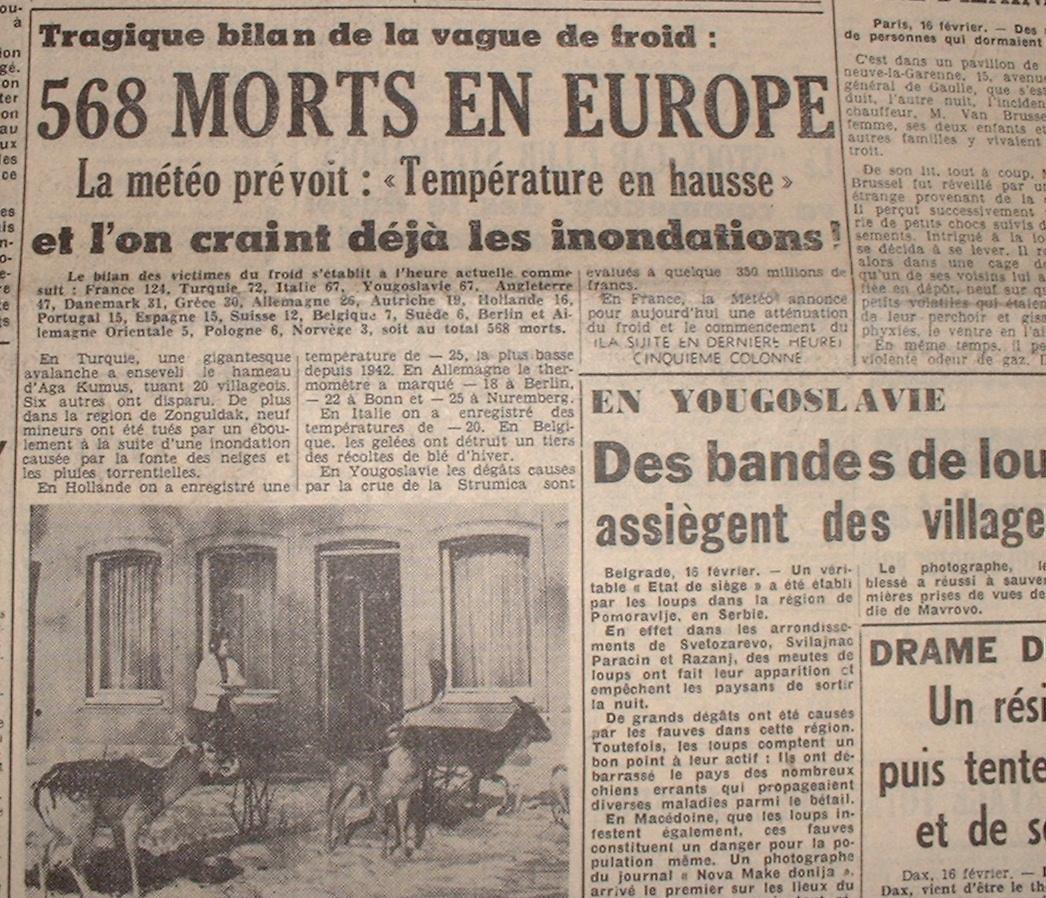 Tragique bilan de la vague de froid :
568 MORTS EN EUROPE
La météo prévoit : « Température en hausse »
et l'on craint déjà les inondations !
Le bilan des victimes du froid s'établit à l'heure actuelle comme
suit : France 124, Turquie 72, Italie 67, Yougoslavie 67, Angleterre
47, Danemark 31, Grèce 30, Allemagne 26, Autriche 19, Hollande 16,
Portugal 15, Espagne 15, Suisse 12, Belgique 7, Suède 6, Berlin et Al-
lemagne Orientale 5, Pologne 6, Norvège 3, soit au total 568 morts.
En Turquie, une gigantesque
avalanche a enseveli le hameau
d'Aga Kumus, tuant 20 villageois.
Six autres ont disparu. De plus
dans la région de Zonguldak, neuf
mineurs ont été tués par un ébou-
lement à la suite d'une inondation
causée par la fonte des neiges et
les pluies torrentielles.
En Hollande on a enregistré une
température de — 25, la plus basse
depuis 1942. En Allemagne le ther-
momètre a marqué — 18 à Berlin,
— 22 à Bonn et — 25 à Nuremberg.
En Italie on a enregistré des
températures de — 20. En Belgi-
que, les gelées ont détruit un tiers
des récoltes de blé d'hiver.
En Yougoslavie les dégâts causés
par la crue de la Strumica sont
évalués à quelque 350 millions de
francs.
En France, la Météo annonce
pour aujourd'hui une atténuation
du froid et le commencement du
(LA SUITE EN DERNIERE HEURE)
CINQUIEME COLONNE
EN YOUGOSLAVIE
Des bandes de lou
assiègent des village
Belgrade, 16 février. — Un véri-
table « Etat de siège » a été établi
par les loups dans la région de
Pomoravije, en Serbie.
En effet dans les arrondisse-
ments de Svetozarevo, Svilajnac
Paracin et Razanj, des meutes de
loups ont fait leur apparition et
empêchent les paysans de sortir
la nuit.
De grands dégâts ont été causés
par les fauves dans cette région.
Toutefois, les loups comptent un
bon point à leur actif : Ils ont dé-
barrassé le pays des nombreux
chiens errants qui propageaient
diverses maladies parmi le bétail.
En Macédoine, que les loups in-
festent également, ces fauves
constituent un danger pour la po-
pulation même. Un photographe
du journal « Nova Make donija »,
arrivé le premier sur les lieux du
Le photographe, lé
blessé a réussi à sauver
mières prises de vues de
die de Mavrovo.
DRAME D
Un rési
puis tente
et de s
Dax, 16 février. —
Dax, vient d'être le th
Paris, 16 février. — Des
de personnes qui dormaient
C'est dans un pavillon de
neuve-la-Garenne, 15, avenue
général de Gaulle, que s'est
duit, l'autre nuit, l'incident
chauffeur, M. Van Brusse
femme, ses deux enfants et
autres familles y vivaient
troit.
De son lit, tout à coup, M
Brussel fut réveillé par un
étrange provenant de la
Il perçut successivement
rie de petits chocs suivis d
sements. Intrigué à la lo
se décida à se lever. Il re
alors dans une cage de
qu'un de ses voisins lui a
fiée en dépôt, neuf sur qu
petits volatiles qui étaien
de leur perchoir et gisa
phyxiés, le ventre en l'ai
En même temps, il pe
violente odeur de gaz.